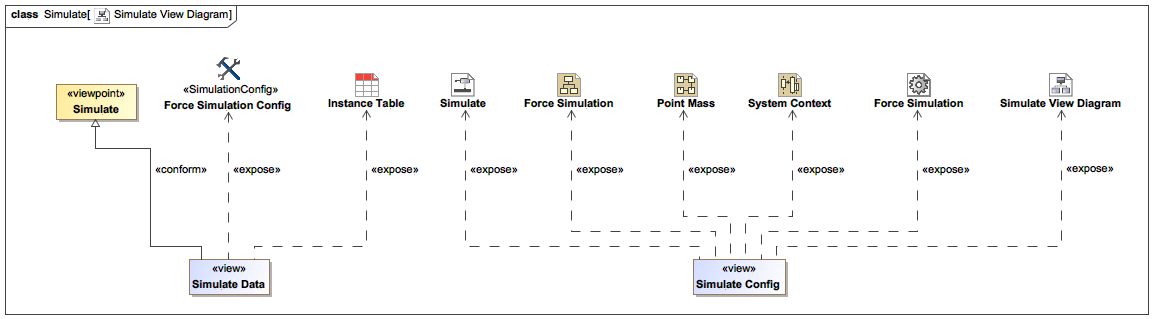 class Simulate[ Simulate View Diagram]
«viewpoint»
Simulate
«SimulationConfig»
Force Simulation Config
Instance Table
Simulate
Force Simulation
Point Mass
System Context
Force Simulation
Simulate View Diagram
«conform»
«expose»
«expose»
«expose»
«expose»
«expose»
«expose»
«expose»
«expose»
«view»
Simulate Data
«view»
Simulate Config